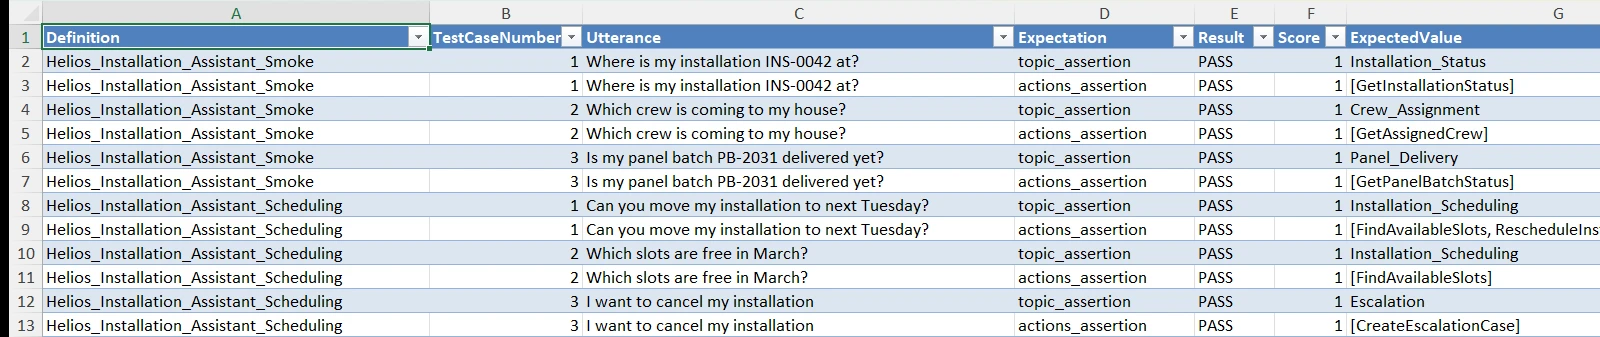 A B C D E F G
1 Definition TestCaseNumber Utterance Expectation Result Score ExpectedValue
2 Helios_Installation_Assistant_Smoke 1 Where is my installation INS-0042 at? topic_assertion PASS 1 Installation_Status
3 Helios_Installation_Assistant_Smoke 1 Where is my installation INS-0042 at? actions_assertion PASS 1 [GetInstallationStatus]
4 Helios_Installation_Assistant_Smoke 2 Which crew is coming to my house? topic_assertion PASS 1 Crew_Assignment
5 Helios_Installation_Assistant_Smoke 2 Which crew is coming to my house? actions_assertion PASS 1 [GetAssignedCrew]
6 Helios_Installation_Assistant_Smoke 3 Is my panel batch PB-2031 delivered yet? topic_assertion PASS 1 Panel_Delivery
7 Helios_Installation_Assistant_Smoke 3 Is my panel batch PB-2031 delivered yet? actions_assertion PASS 1 [GetPanelBatchStatus]
8 Helios_Installation_Assistant_Scheduling 1 Can you move my installation to next Tuesday? topic_assertion PASS 1 Installation_Scheduling
9 Helios_Installation_Assistant_Scheduling 1 Can you move my installation to next Tuesday? actions_assertion PASS 1 [FindAvailableSlots, RescheduleIns
10 Helios_Installation_Assistant_Scheduling 2 Which slots are free in March? topic_assertion PASS 1 Installation_Scheduling
11 Helios_Installation_Assistant_Scheduling 2 Which slots are free in March? actions_assertion PASS 1 [FindAvailableSlots]
12 Helios_Installation_Assistant_Scheduling 3 I want to cancel my installation topic_assertion PASS 1 Escalation
13 Helios_Installation_Assistant_Scheduling 3 I want to cancel my installation actions_assertion PASS 1 [CreateEscalationCase]